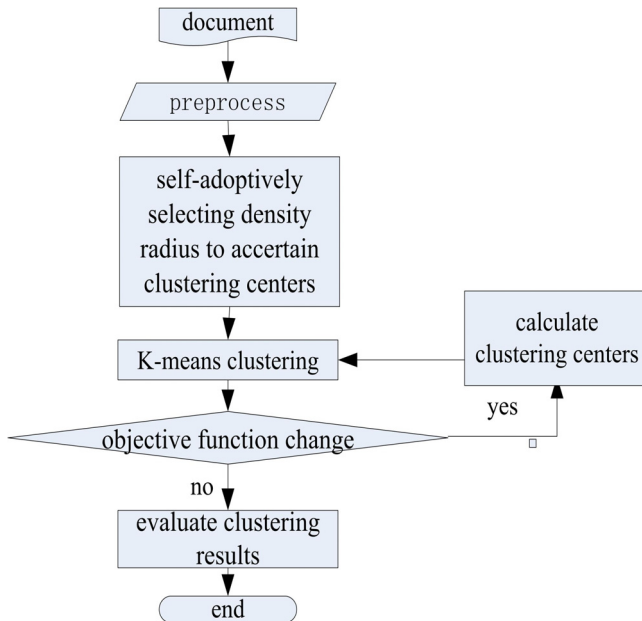 document
preprocess
self-adoptively
selecting density
radius to accertain
clustering centers
K-means clustering
calculate
clustering centers
yes
objective function change
no
evaluate clustering
results
end